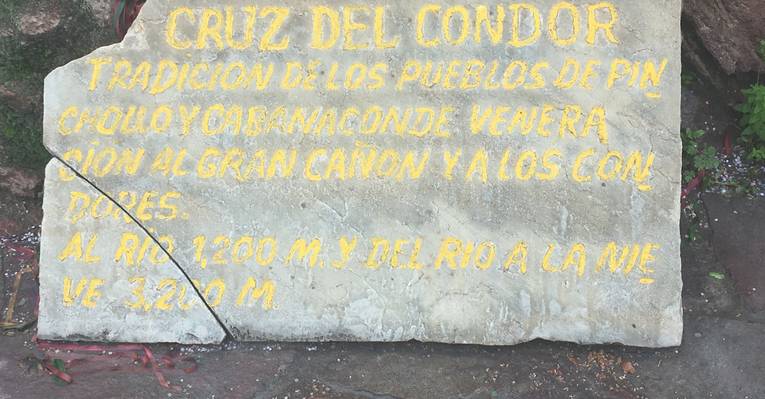 CRUZ DEL CONDOR
TRADICION DE LOS PUEBLOS DE PIN
CHOLLO Y CABANACONDE VENERA
CION AL GRAN CAÑON Y A LOS CON
DORES.
AL RIO 1,200 M. Y DEL RIO A LA NIE
VE 3,200 M.